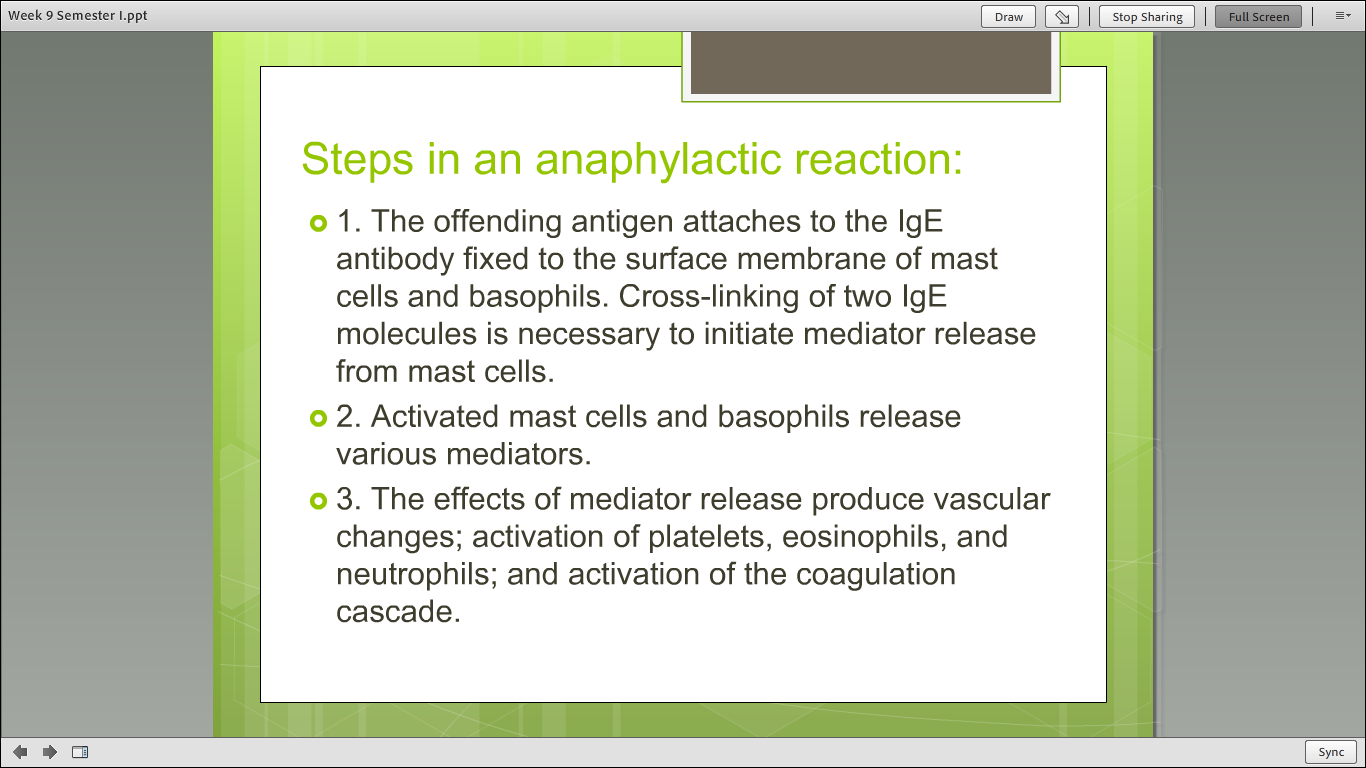 Week 9 Semester I.ppt
Draw
Stop Sharing
Full Screen
Steps in an anaphylactic reaction:
1. The offending antigen attaches to the IgE
antibody fixed to the surface membrane of mast
cells and basophils. Cross-linking of two IgE
molecules is necessary to initiate mediator release
from mast cells.
2. Activated mast cells and basophils release
various mediators.
3. The effects of mediator release produce vascular
changes; activation of platelets, eosinophils, and
neutrophils; and activation of the coagulation
cascade.
Sync